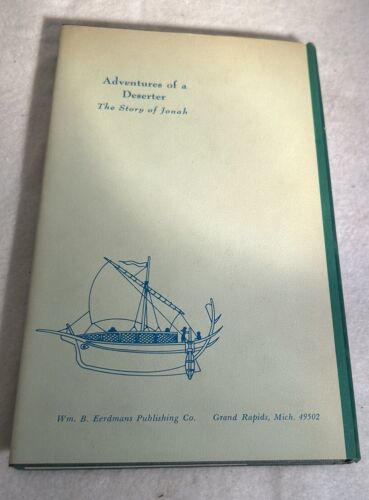 Adventures of a
Deserter
The Story of Jonah
Wm. B. Eerdmans Publishing Co. Grand Rapids, Mich. 49502